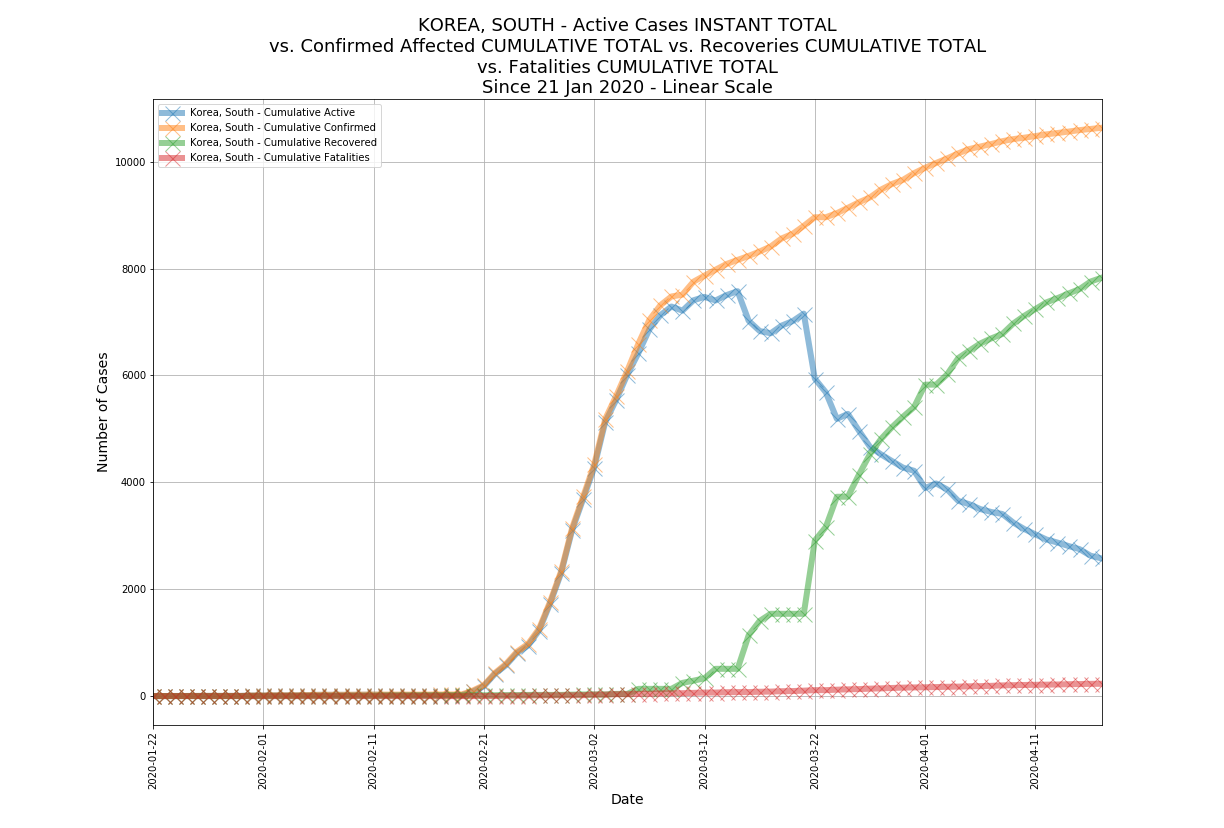 KOREA, SOUTH - Active Cases INSTANT TOTAL
vs. Confirmed Affected CUMULATIVE TOTAL vs. Recoveries CUMULATIVE TOTAL
vs. Fatalities CUMULATIVE TOTAL
Since 21 Jan 2020 - Linear Scale
Korea, South - Cumulative Active
Korea, South - Cumulative Confirmed
Korea, South - Cumulative Recovered
Korea, South - Cumulative Fatalities
Number of Cases
10000
8000
6000
4000
2000
0
2020-01-22
2020-02-01
2020-02-11
2020-02-21
2020-03-02
2020-03-12
2020-03-22
2020-04-01
2020-04-11
Date